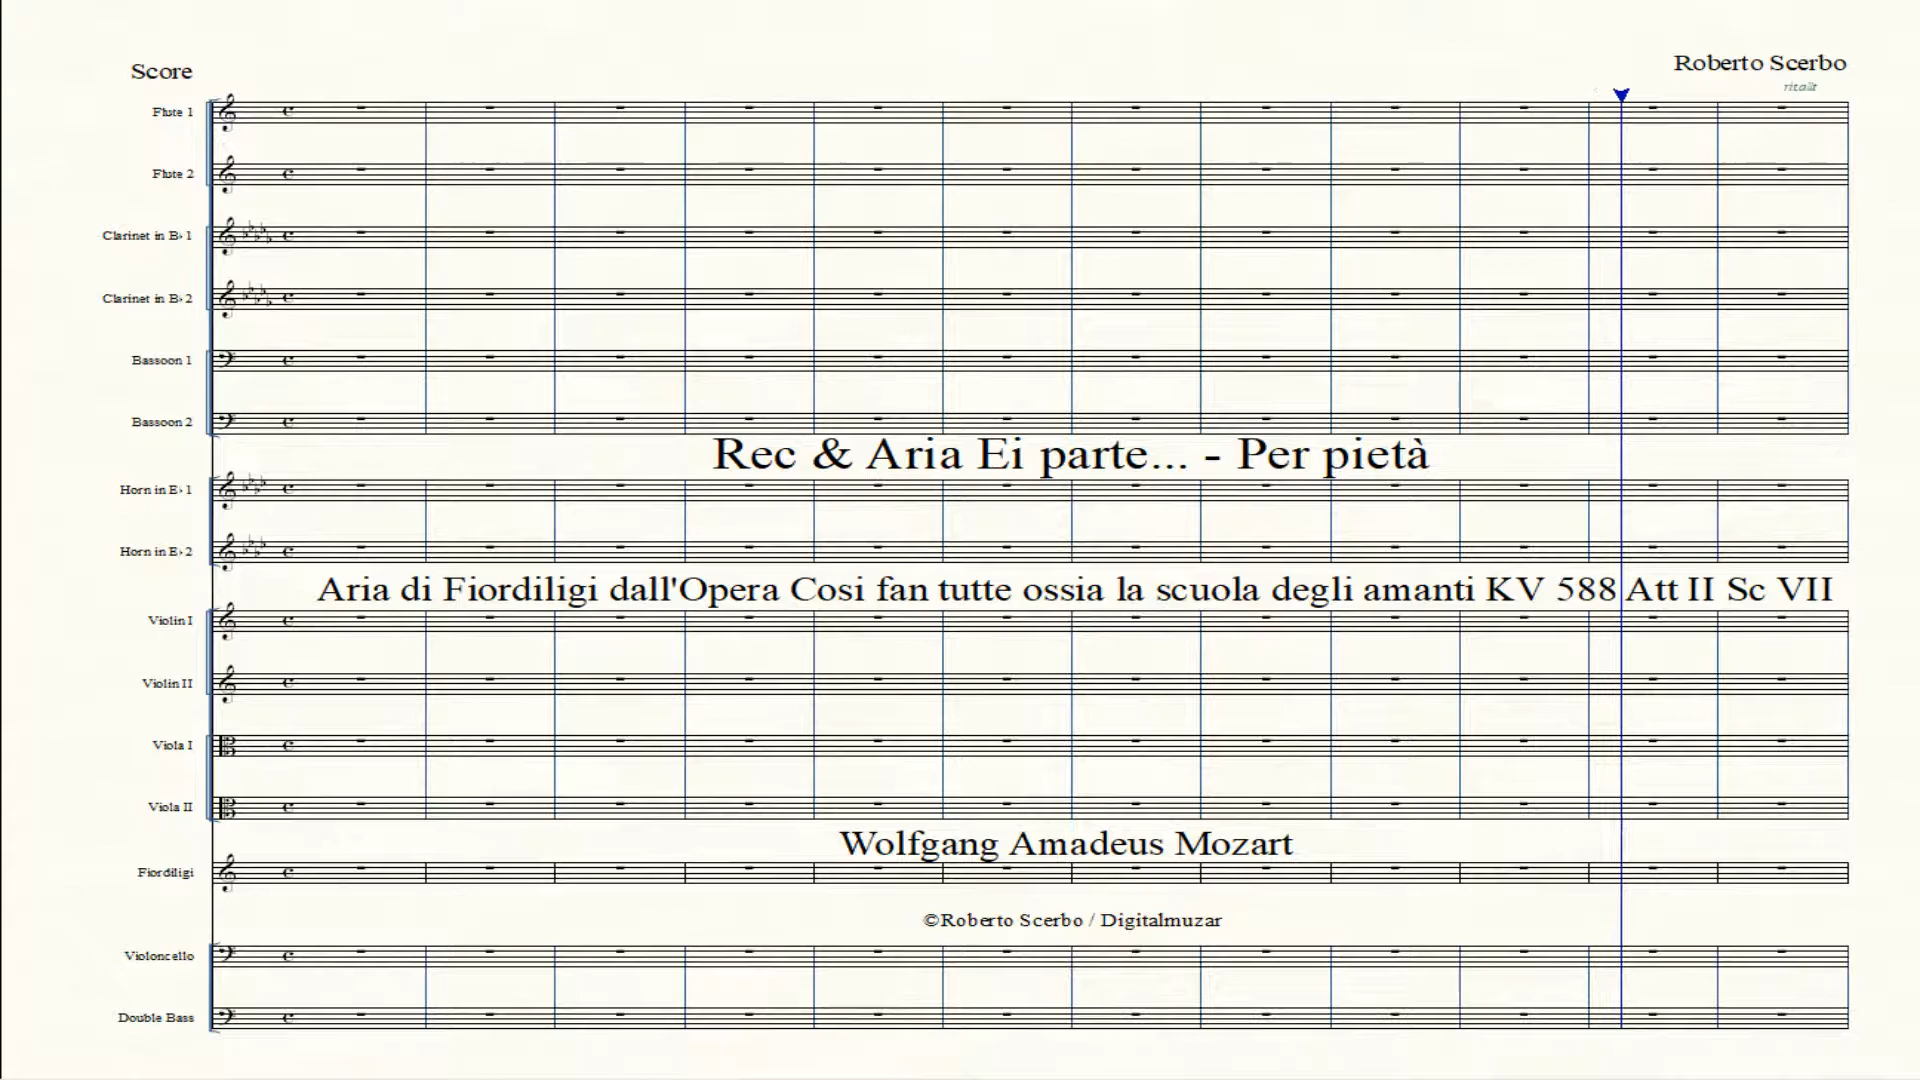 Score
Roberto Scerbo
Flute 1
Flute 2
Clarinet in B♭ 1
Clarinet in B♭ 2
Bassoon 1
Bassoon 2
Rec & Aria Ei parte... - Per pietà
Horn in E♭ 1
Horn in E♭ 2
Aria di Fiordiligi dall'Opera Cosi fan tutte ossia la scuola degli amanti KV 588 Att II Sc VII
Violin I
Violin II
Viola I
Viola II
Wolfgang Amadeus Mozart
Fiordiligi
©Roberto Scerbo / Digitalmuzar
Violoncello
Double Bass